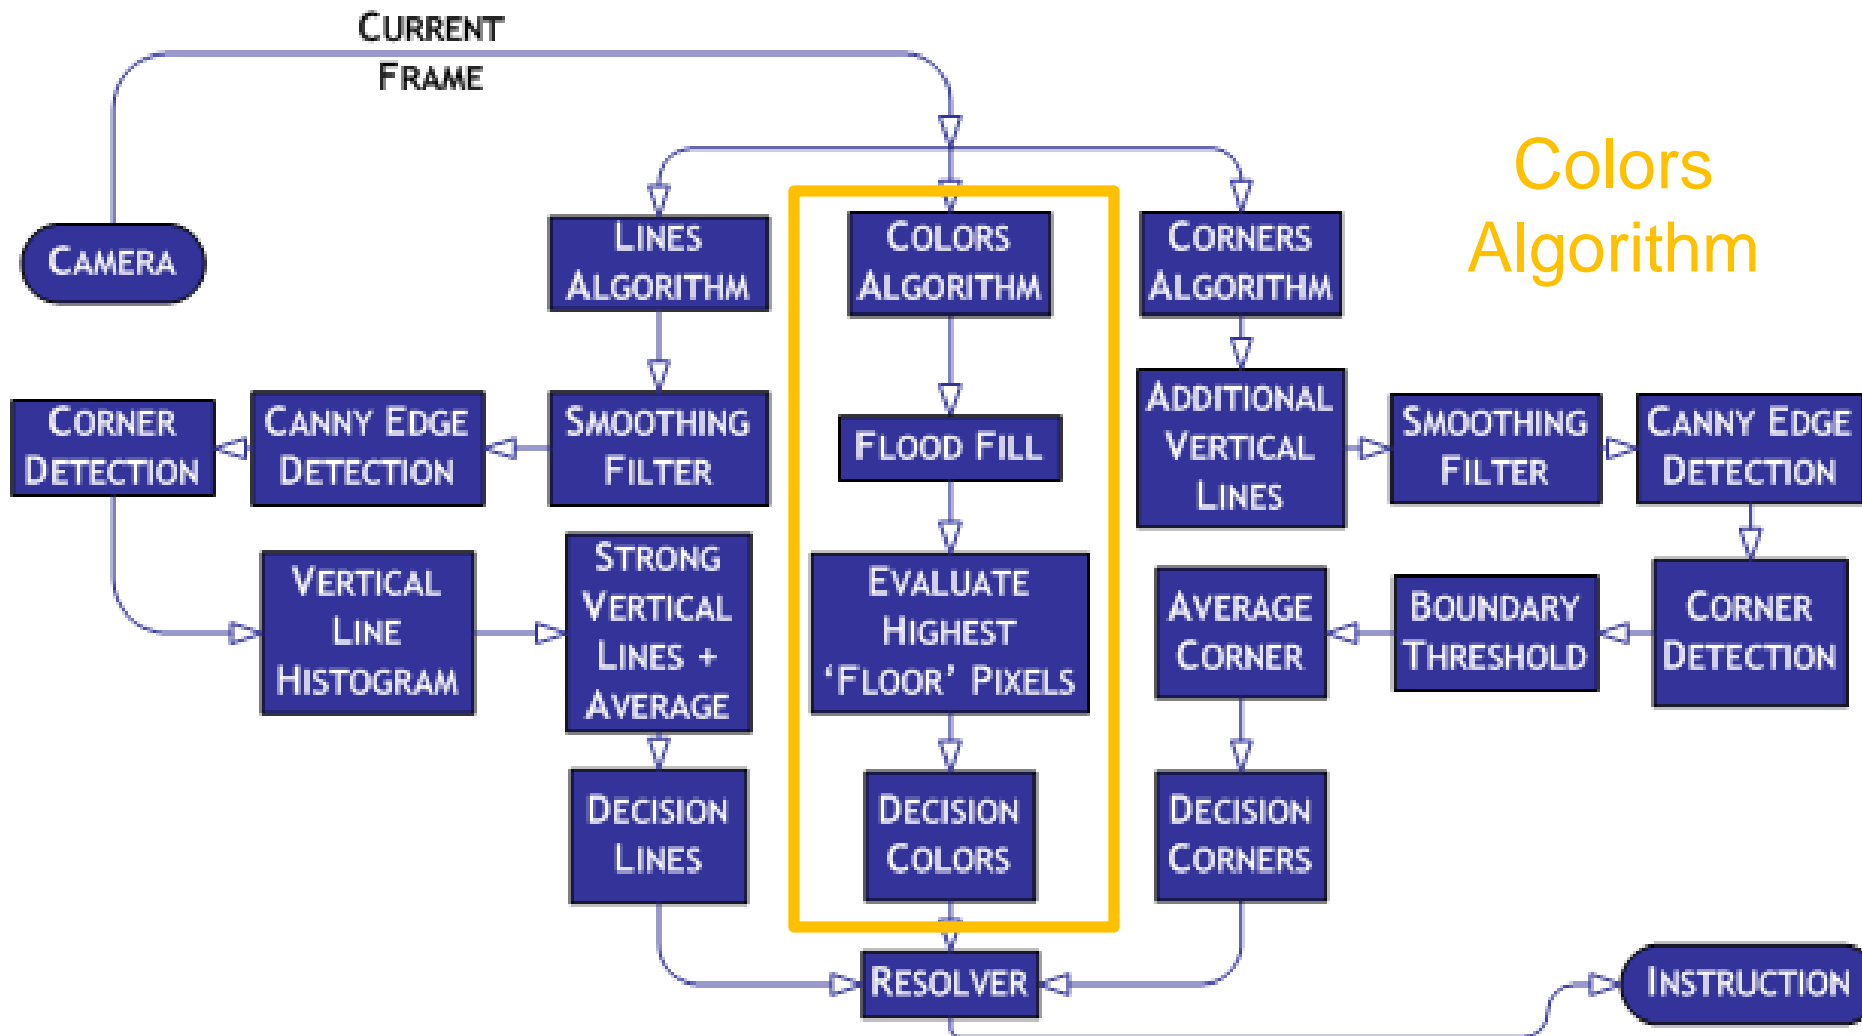 CURRENT
FRAME
Colors
Algorithm
CAMERA
LINES
ALGORITHM
COLORS
ALGORITHM
CORNERS
ALGORITHM
CORNER
DETECTION
CANNY EDGE
DETECTION
SMOOTHING
FILTER
FLOOD FILL
ADDITIONAL
VERTICAL
LINES
SMOOTHING
FILTER
CANNY EDGE
DETECTION
VERTICAL
LINE
HISTOGRAM
STRONG
VERTICAL
LINES +
AVERAGE
EVALUATE
HIGHEST
‘FLOOR’ PIXELS
AVERAGE
CORNER
BOUNDARY
THRESHOLD
CORNER
DETECTION
DECISION
LINES
DECISION
COLORS
DECISION
CORNERS
RESOLVER
INSTRUCTION